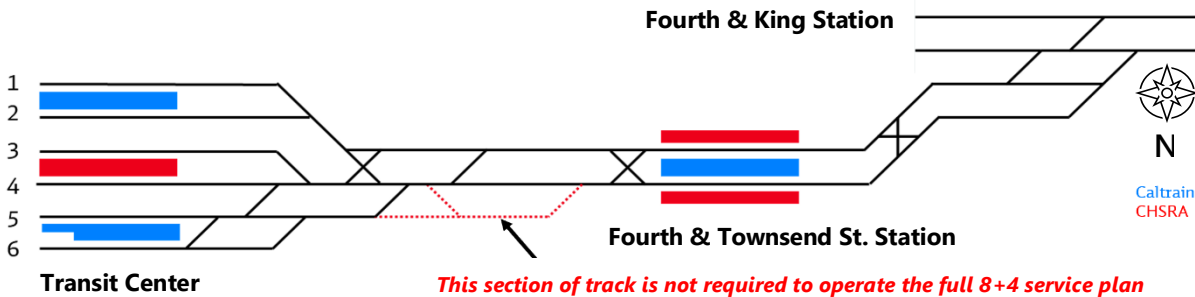 Fourth & King Station
1
2
3
4
5
6
N
Caltrain
CHSRA
Fourth & Townsend St. Station
Transit Center
This section of track is not required to operate the full 8+4 service plan